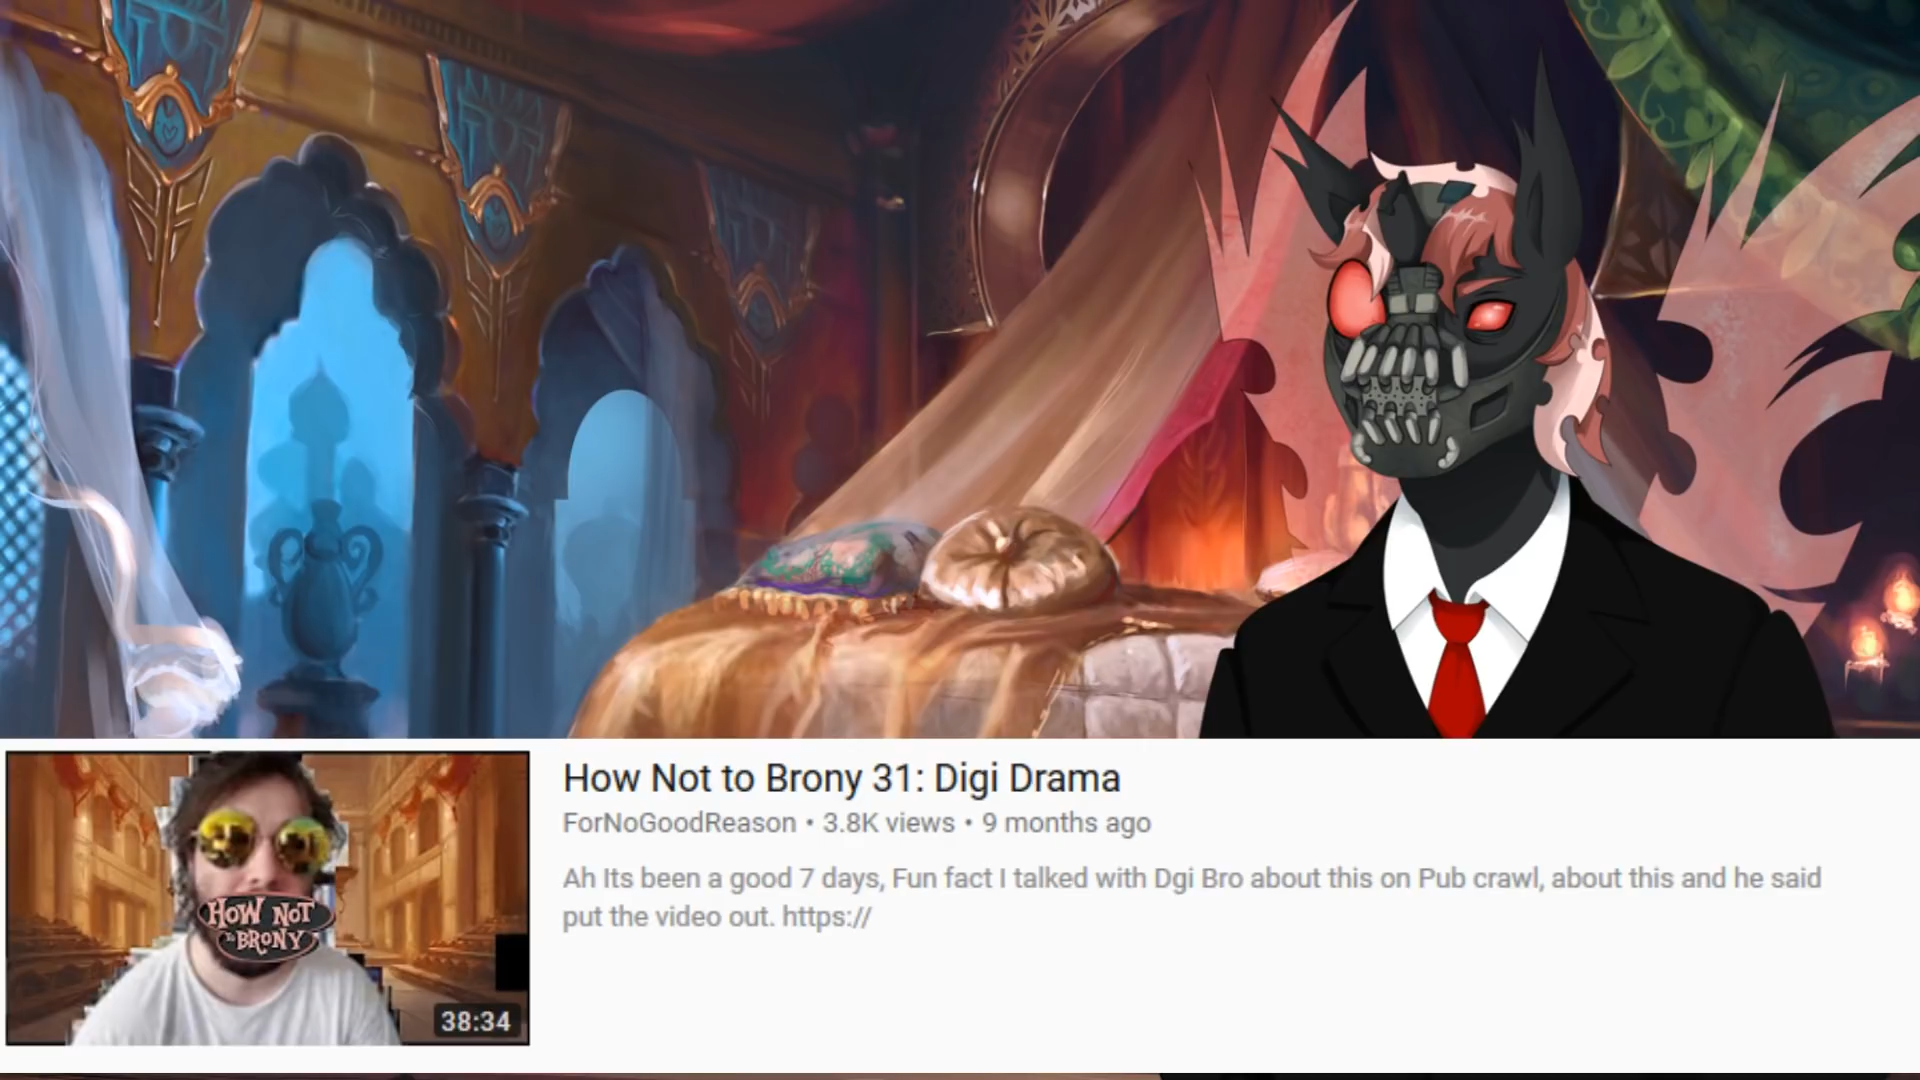 How Not to Brony 31: Digi Drama
ForNoGoodReason • 3.8K views • 9 months ago
Ah Its been a good 7 days, Fun fact I talked with Dgi Bro about this on Pub crawl, about this and he said
put the video out. https://
HOW NOT
TO BRONY
38:34